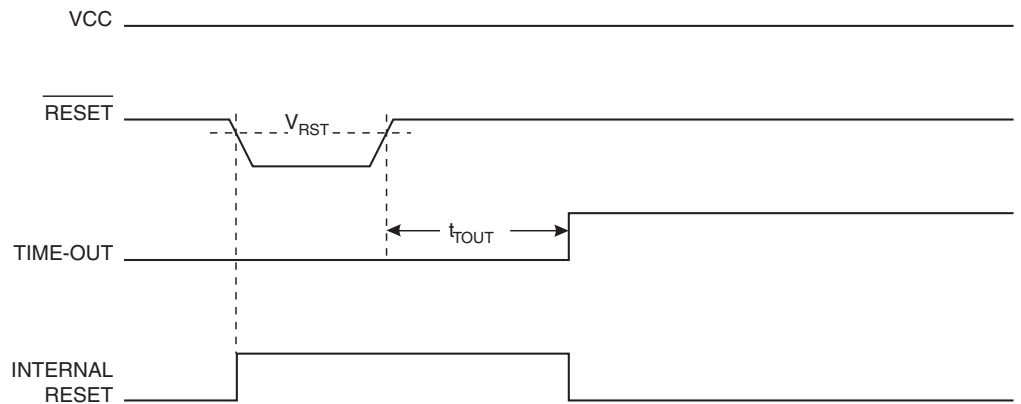 VCC
RESET
VRST
tTOUT
TIME-OUT
INTERNAL
RESET